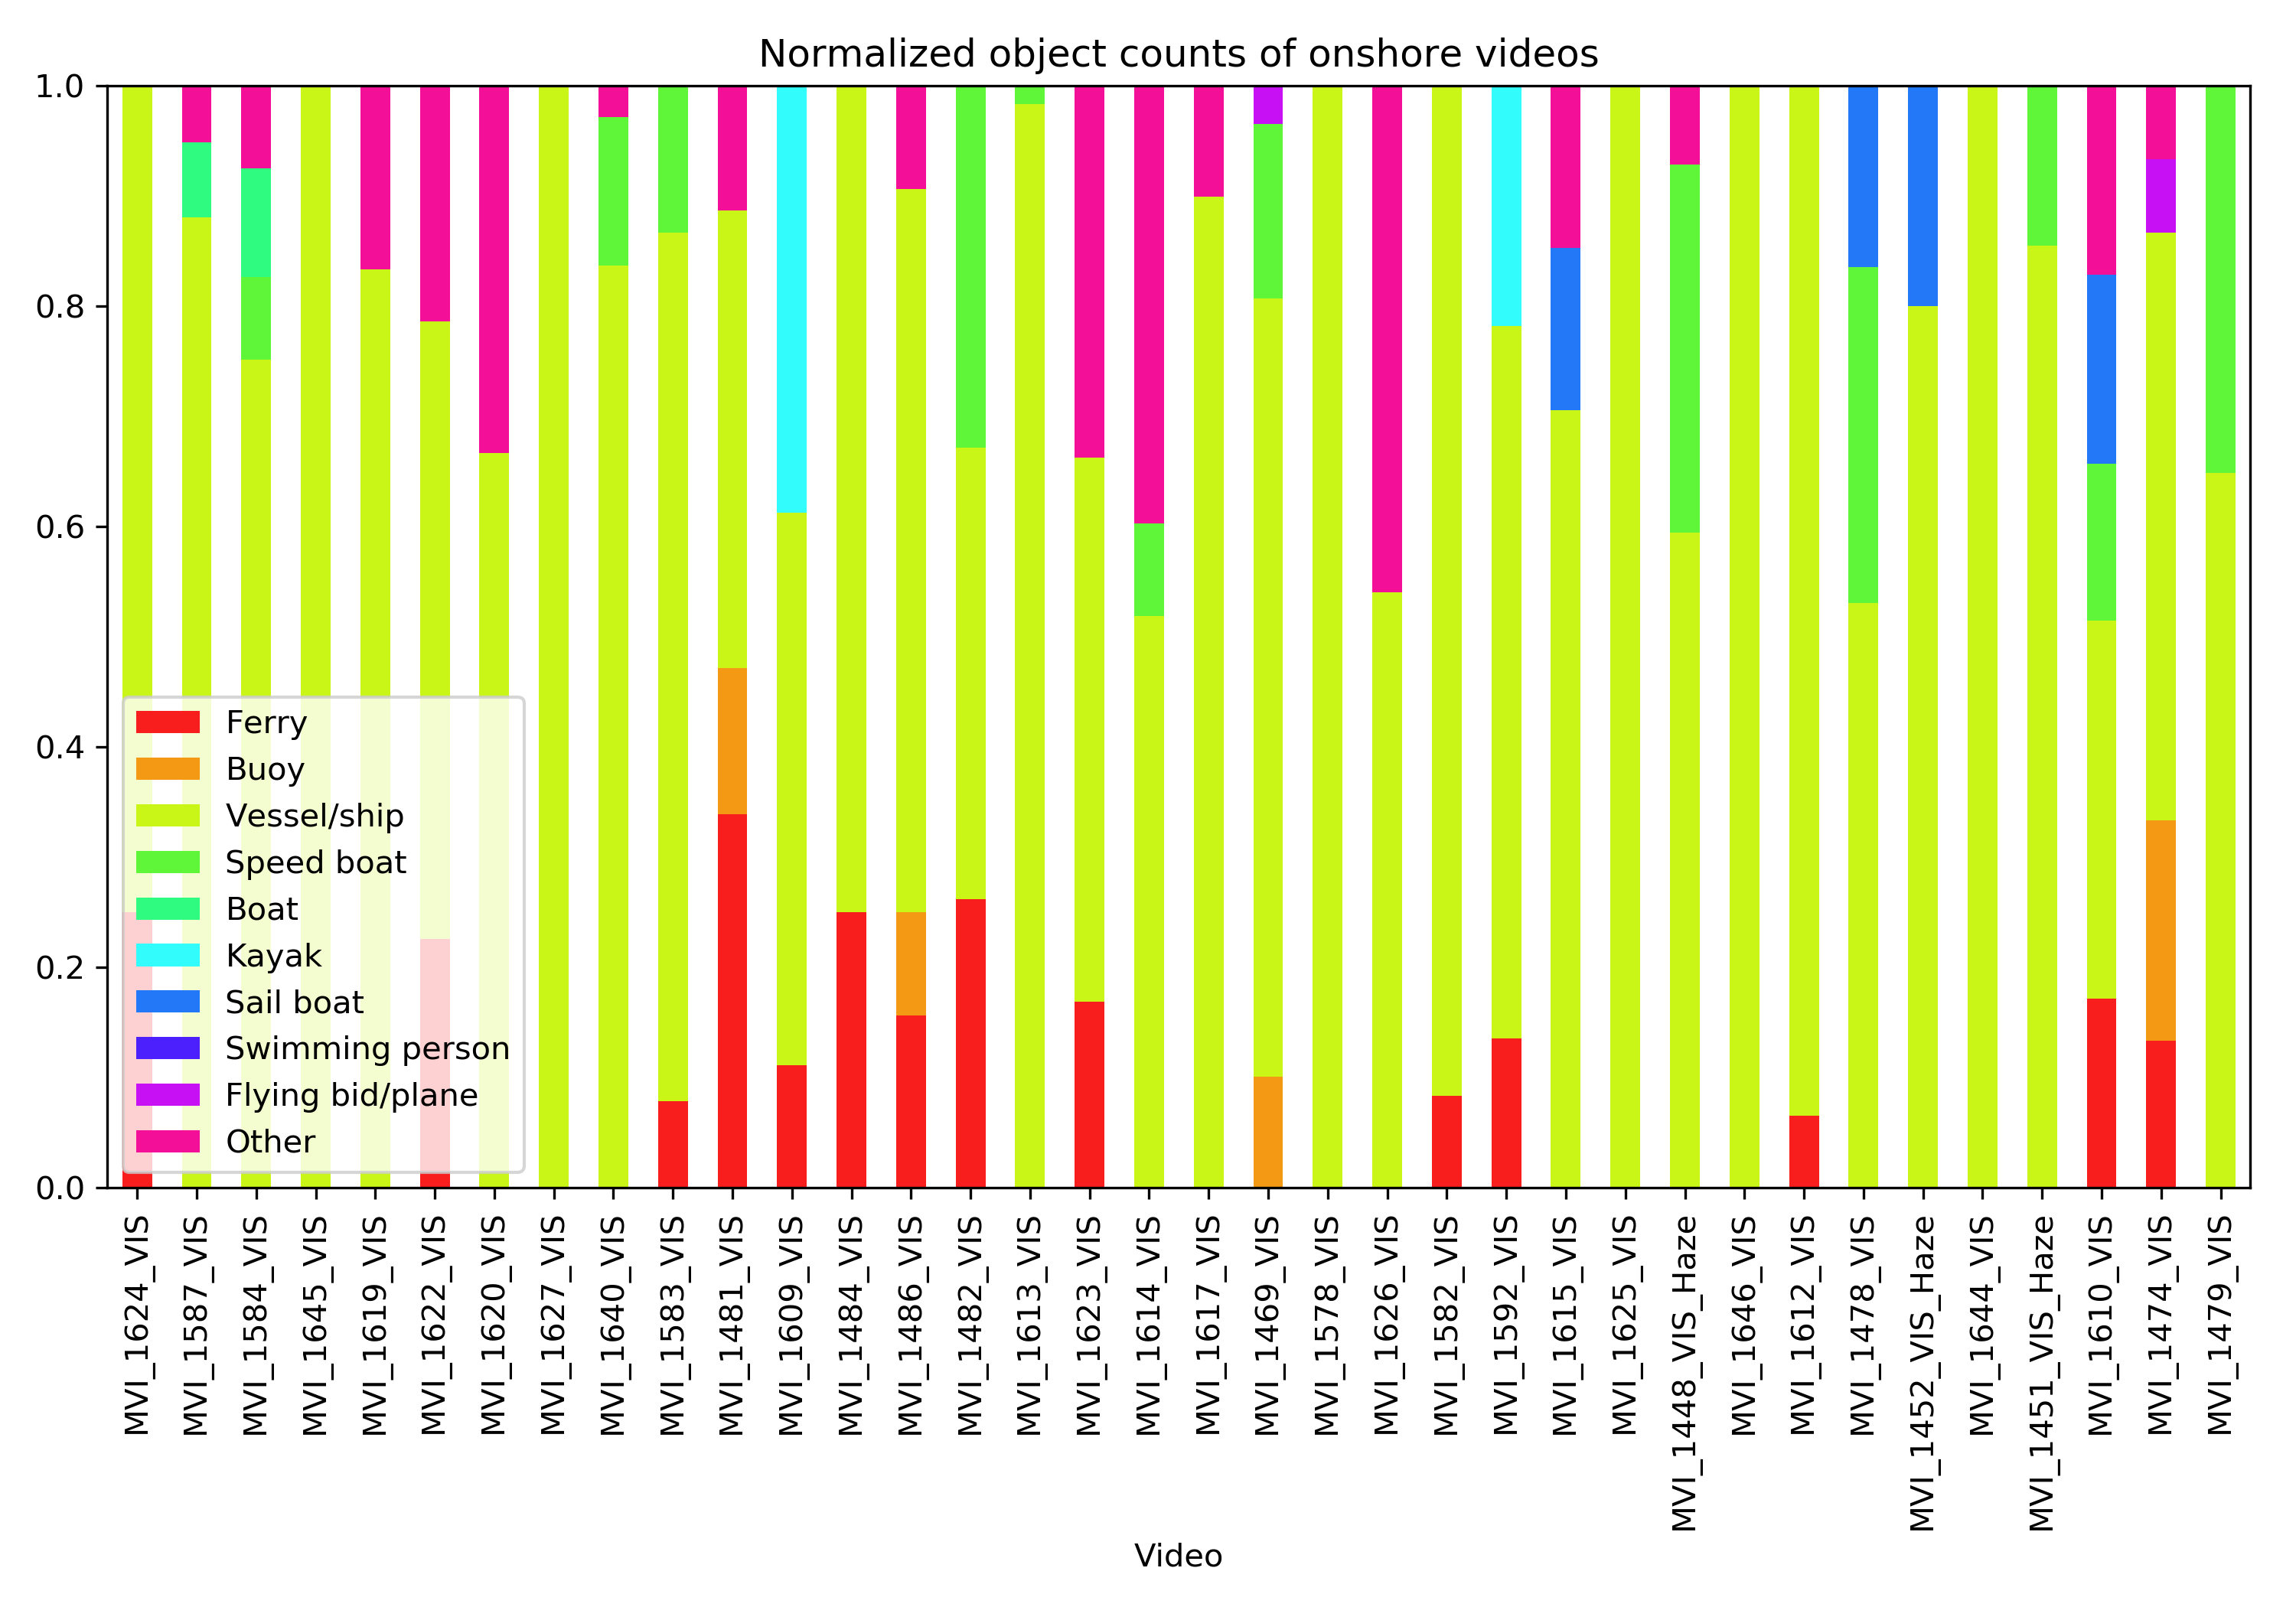 Normalized object counts of onshore videos
1.0
0.8
0.6
0.4
0.2
0.0
Ferry
Buoy
Vessel/ship
Speed boat
Boat
Kayak
Sail boat
Swimming person
Flying bid/plane
Other
MVI_1624_VIS
MVI_1587_VIS
MVI_1584_VIS
MVI_1645_VIS
MVI_1619_VIS
MVI_1622_VIS
MVI_1620_VIS
MVI_1627_VIS
MVI_1640_VIS
MVI_1583_VIS
MVI_1481_VIS
MVI_1609_VIS
MVI_1484_VIS
MVI_1486_VIS
MVI_1482_VIS
MVI_1613_VIS
MVI_1623_VIS
MVI_1614_VIS
MVI_1617_VIS
MVI_1469_VIS
MVI_1578_VIS
MVI_1626_VIS
MVI_1582_VIS
MVI_1592_VIS
MVI_1615_VIS
MVI_1625_VIS
MVI_1448_VIS_Haze
MVI_1646_VIS
MVI_1612_VIS
MVI_1478_VIS
MVI_1452_VIS_Haze
MVI_1644_VIS
MVI_1451_VIS_Haze
MVI_1610_VIS
MVI_1474_VIS
MVI_1479_VIS
Video